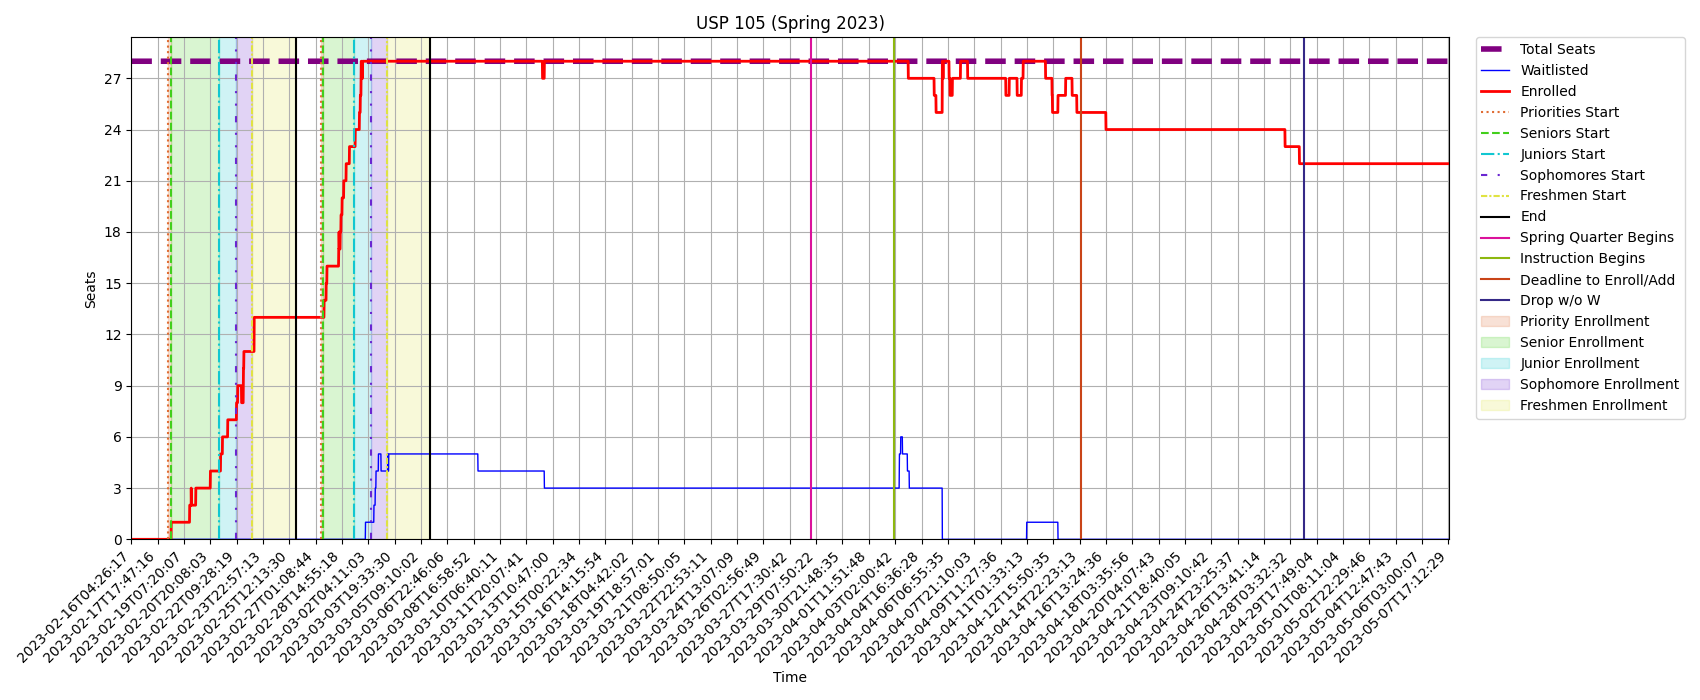 USP 105 (Spring 2023)
Seats
27
24
21
18
15
12
9
6
3
0
2023-02-16T04:26:17
2023-02-17T17:47:16
2023-02-19T07:20:07
2023-02-20T20:08:03
2023-02-22T09:28:19
2023-02-23T22:57:13
2023-02-25T12:13:30
2023-02-27T01:08:44
2023-02-28T14:55:18
2023-03-02T04:11:03
2023-03-03T19:33:30
2023-03-05T09:10:02
2023-03-06T22:46:06
2023-03-08T16:58:52
2023-03-10T06:40:11
2023-03-11T20:07:41
2023-03-13T10:47:00
2023-03-15T00:22:34
2023-03-16T14:15:54
2023-03-18T04:42:02
2023-03-19T18:57:01
2023-03-21T08:50:05
2023-03-22T22:53:11
2023-03-24T13:07:09
2023-03-26T02:56:49
2023-03-27T17:30:42
2023-03-29T07:50:22
2023-03-30T21:48:35
2023-04-01T11:51:48
2023-04-03T02:00:42
2023-04-04T16:36:28
2023-04-06T06:55:35
2023-04-07T21:10:03
2023-04-09T11:27:36
2023-04-11T01:33:13
2023-04-12T15:50:35
2023-04-14T22:23:13
2023-04-16T13:24:36
2023-04-18T03:35:56
2023-04-20T04:07:43
2023-04-21T18:40:05
2023-04-23T09:10:42
2023-04-24T23:25:37
2023-04-26T13:41:14
2023-04-28T03:32:32
2023-04-29T17:49:04
2023-05-01T08:11:04
2023-05-02T22:29:46
2023-05-04T12:47:43
2023-05-06T03:00:07
2023-05-07T17:12:29
Time
Total Seats
Waitlisted
Enrolled
Priorities Start
Seniors Start
Juniors Start
Sophomores Start
Freshmen Start
End
Spring Quarter Begins
Instruction Begins
Deadline to Enroll/Add
Drop w/o W
Priority Enrollment
Senior Enrollment
Junior Enrollment
Sophomore Enrollment
Freshmen Enrollment